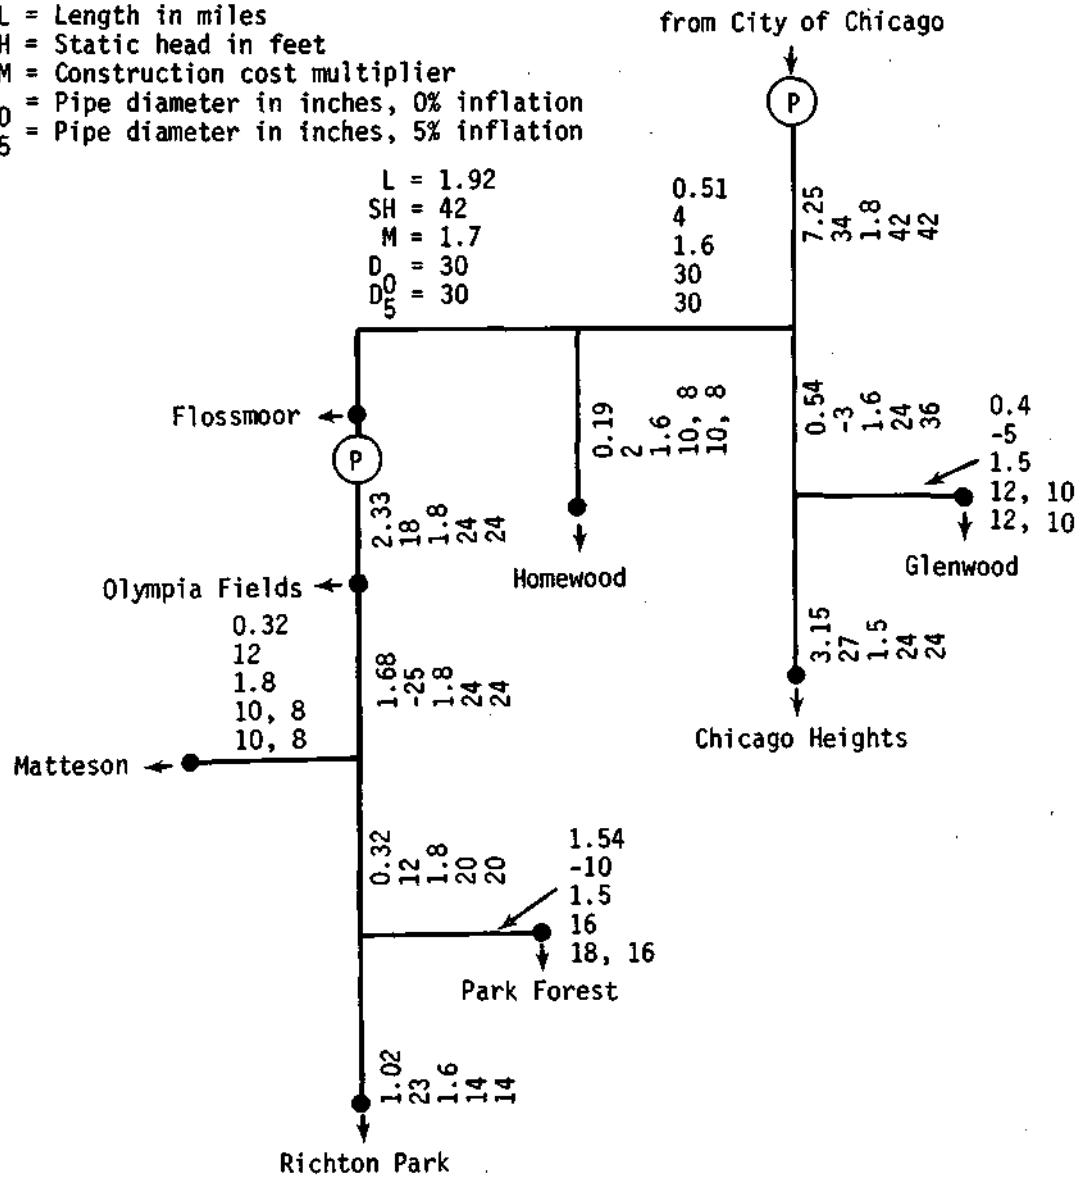 L = Length in miles
H = Static head in feet
M = Construction cost multiplier
0 = Pipe diameter in inches, 0% inflation
5 = Pipe diameter in inches, 5% inflation
from City of Chicago
P
L = 1.92
SH = 42
M = 1.7
D0 = 30
D5 = 30
0.51
4
1.6
30
30
7.25
34
1.8
42
42
Flossmoor
P
0.19
2
1.6
10, 8
10, 8
Homewood
0.54
-3
1.6
24
36
0.4
-5
1.5
12, 10
12, 10
Glenwood
2.33
18
1.8
24
24
Olympia Fields
0.32
12
1.8
10, 8
10, 8
Matteson
1.68
-25
1.8
24
24
3.15
27
1.5
24
24
Chicago Heights
0.32
12
1.8
20
20
1.54
-10
1.5
16
18, 16
Park Forest
1.02
23
1.6
14
14
Richton Park